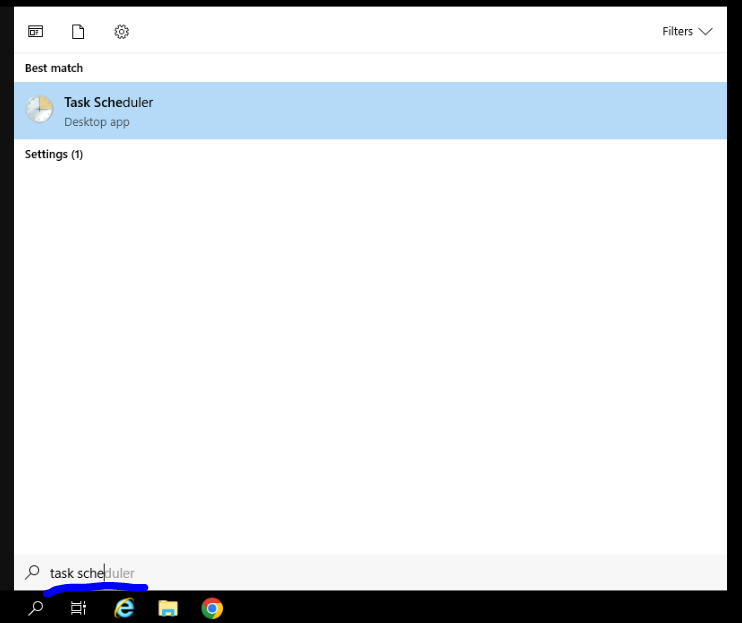 Filters
Best match
Task Scheduler
Desktop app
Settings (1)
task scheduler